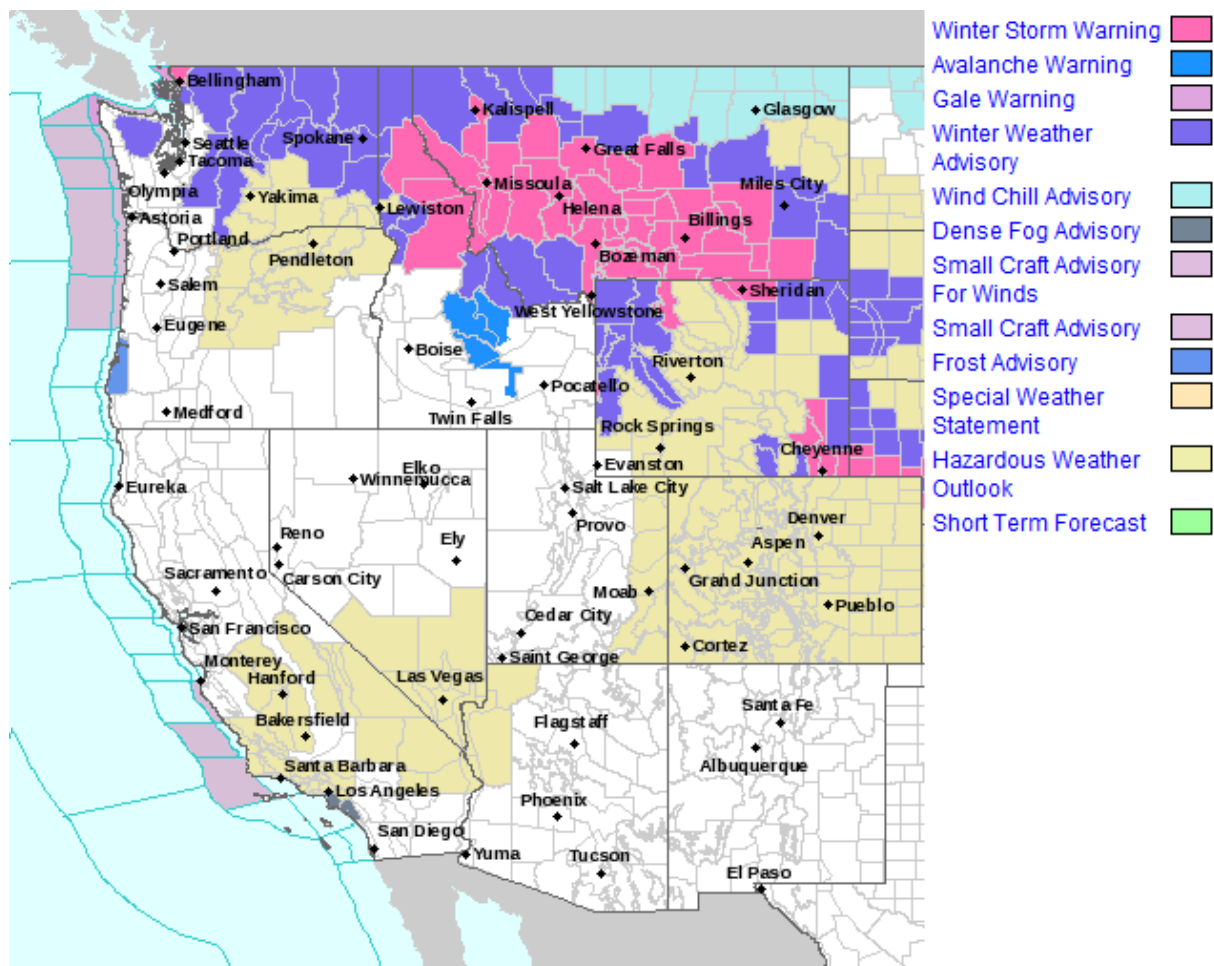 Bellingham
Seattle
Tacoma
Olympia
Spokane
Yakima
Astoria
Portland
Pendleton
Salem
Eugene
Medford
Lewiston
Kalispell
Missoula
Great Falls
Helena
Glasgow
Miles City
Billings
Bozeman
West Yellowstone
Sheridan
Boise
Pocatello
Twin Falls
Riverton
Rock Springs
Cheyenne
Evanston
Eureka
Winnemucca
Elko
Reno
Carson City
Ely
Salt Lake City
Provo
Sacramento
San Francisco
Moab
Cedar City
Saint George
Denver
Aspen
Grand Junction
Pueblo
Cortez
Monterey
Hanford
Bakersfield
Las Vegas
Santa Barbara
Los Angeles
San Diego
Flagstaff
Phoenix
Yuma
Tucson
Santa Fe
Albuquerque
El Paso
Winter Storm Warning
Avalanche Warning
Gale Warning
Winter Weather
Advisory
Wind Chill Advisory
Dense Fog Advisory
Small Craft Advisory
For Winds
Small Craft Advisory
Frost Advisory
Special Weather
Statement
Hazardous Weather
Outlook
Short Term Forecast